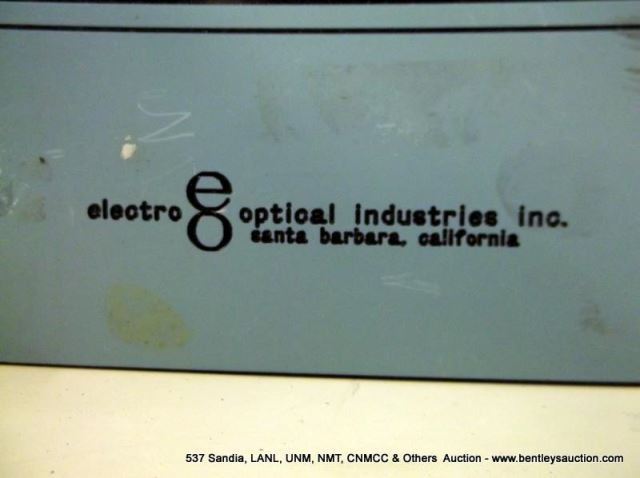 electro eo optical industries inc.
santa barbara, california
537 Sandia, LANL, UNM, NMT, CNMCC & Others Auction - www.bentleysauction.com